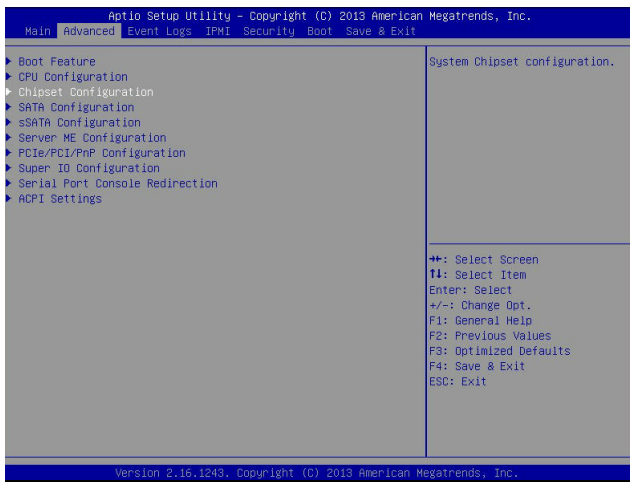 Aptio Setup Utility – Copyright (C) 2013 American Megatrends, Inc.
Main Advanced Event Logs IPMI Security Boot Save & Exit
Boot Feature
CPU Configuration
Chipset Configuration
SATA Configuration
sSATA Configuration
Server ME Configuration
PCIe/PCI/PnP Configuration
Super IO Configuration
Serial Port Console Redirection
ACPI Settings
System Chipset configuration.
→←: Select Screen
↑↓: Select Item
Enter: Select
+/-: Change Opt.
F1: General Help
F2: Previous Values
F3: Optimized Defaults
F4: Save & Exit
ESC: Exit
Version 2.16.1243. Copyright (C) 2013 American Megatrends, Inc.